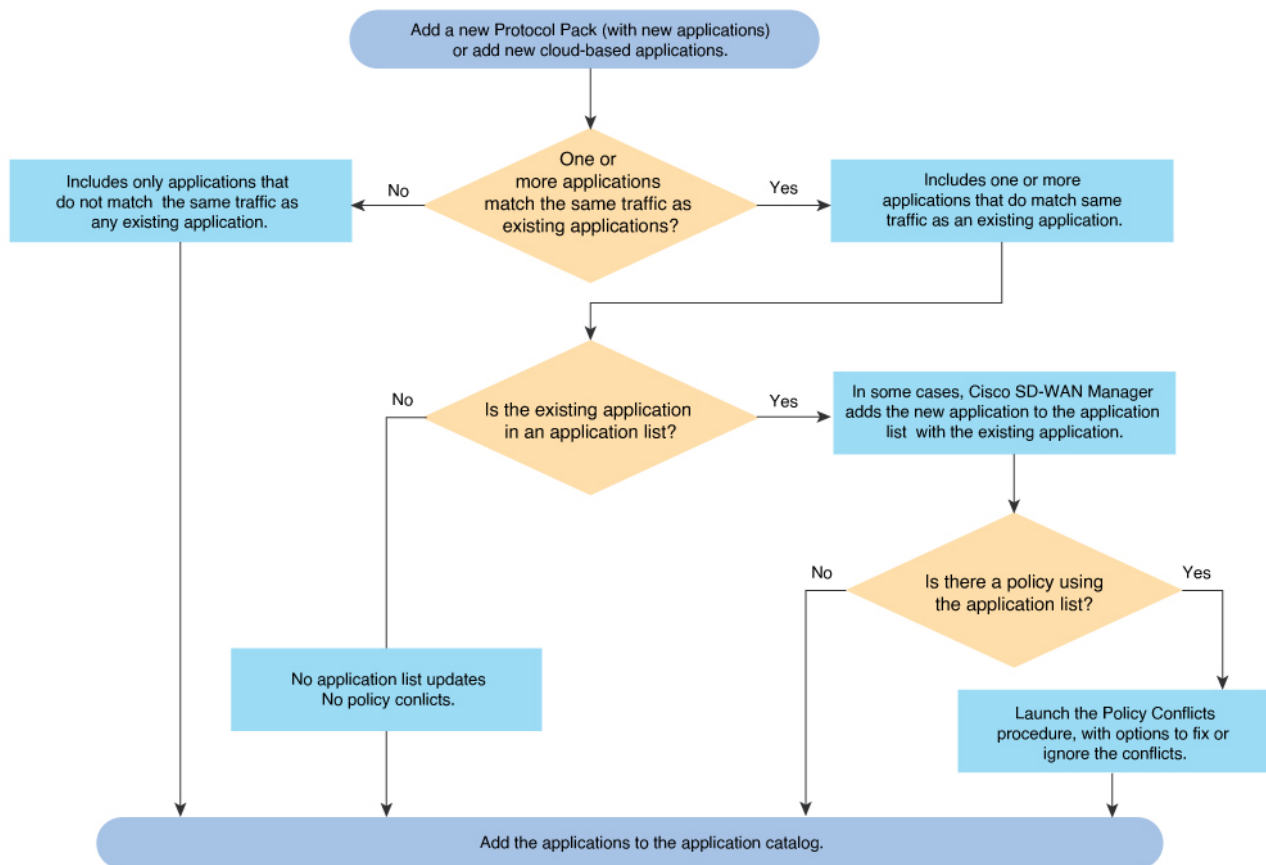 Add a new Protocol Pack (with new applications)
or add new cloud-based applications.
One or
more applications
match the same traffic as
existing applications?
No
Yes
Includes only applications that
do not match the same traffic as
any existing application.
Includes one or more
applications that do match same
traffic as an existing application.
Is the existing application
in an application list?
No
Yes
In some cases, Cisco SD-WAN Manager
adds the new application to the application
list with the existing application.
Is there a policy using
the application list?
No
Yes
No application list updates
No policy conlicts.
Launch the Policy Conflicts
procedure, with options to fix or
ignore the conflicts.
Add the applications to the application catalog.